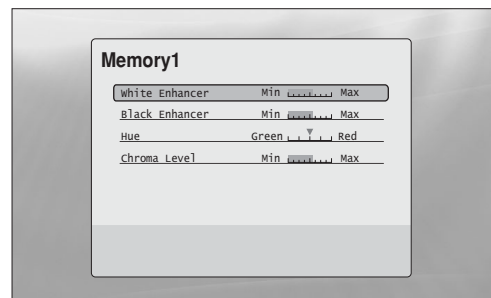 Memory1
White Enhancer Min Max
Black Enhancer Min Max
Hue Green Red
Chroma Level Min Max